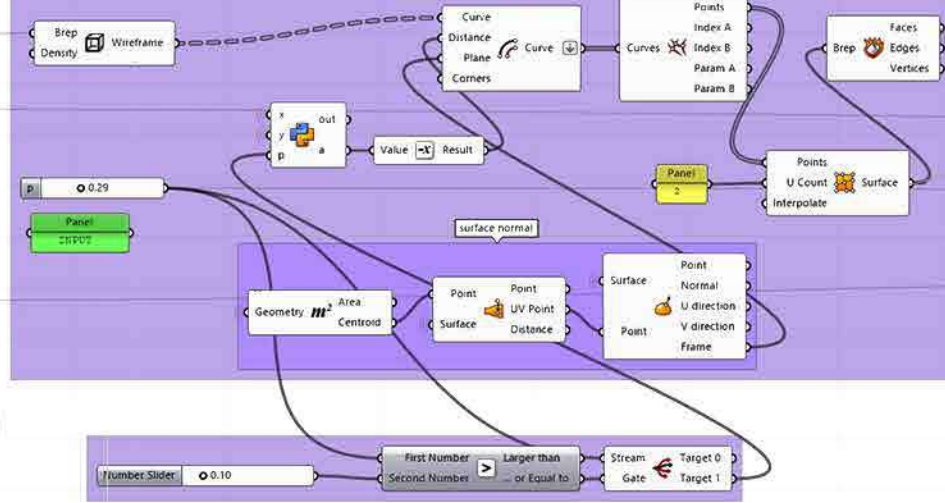 Brep
Density
Wireframe
Curve
Distance
Plane
Corners
Curve
Curves
Points
Index A
Index B
Param A
Param B
Brep
Faces
Edges
Vertices
x
y
p
out
a
Value
-x
Result
Panel
2
Points
U Count
Interpolate
Surface
p
0.29
Panel
INPUT
surface normal
Geometry
m²
Area
Centroid
Point
Surface
Point
UV Point
Distance
Surface
Point
Point
Normal
U direction
V direction
Frame
Number Slider
0.10
First Number
Second Number
>
Larger than
... or Equal to
Stream
Gate
Target 0
Target 1